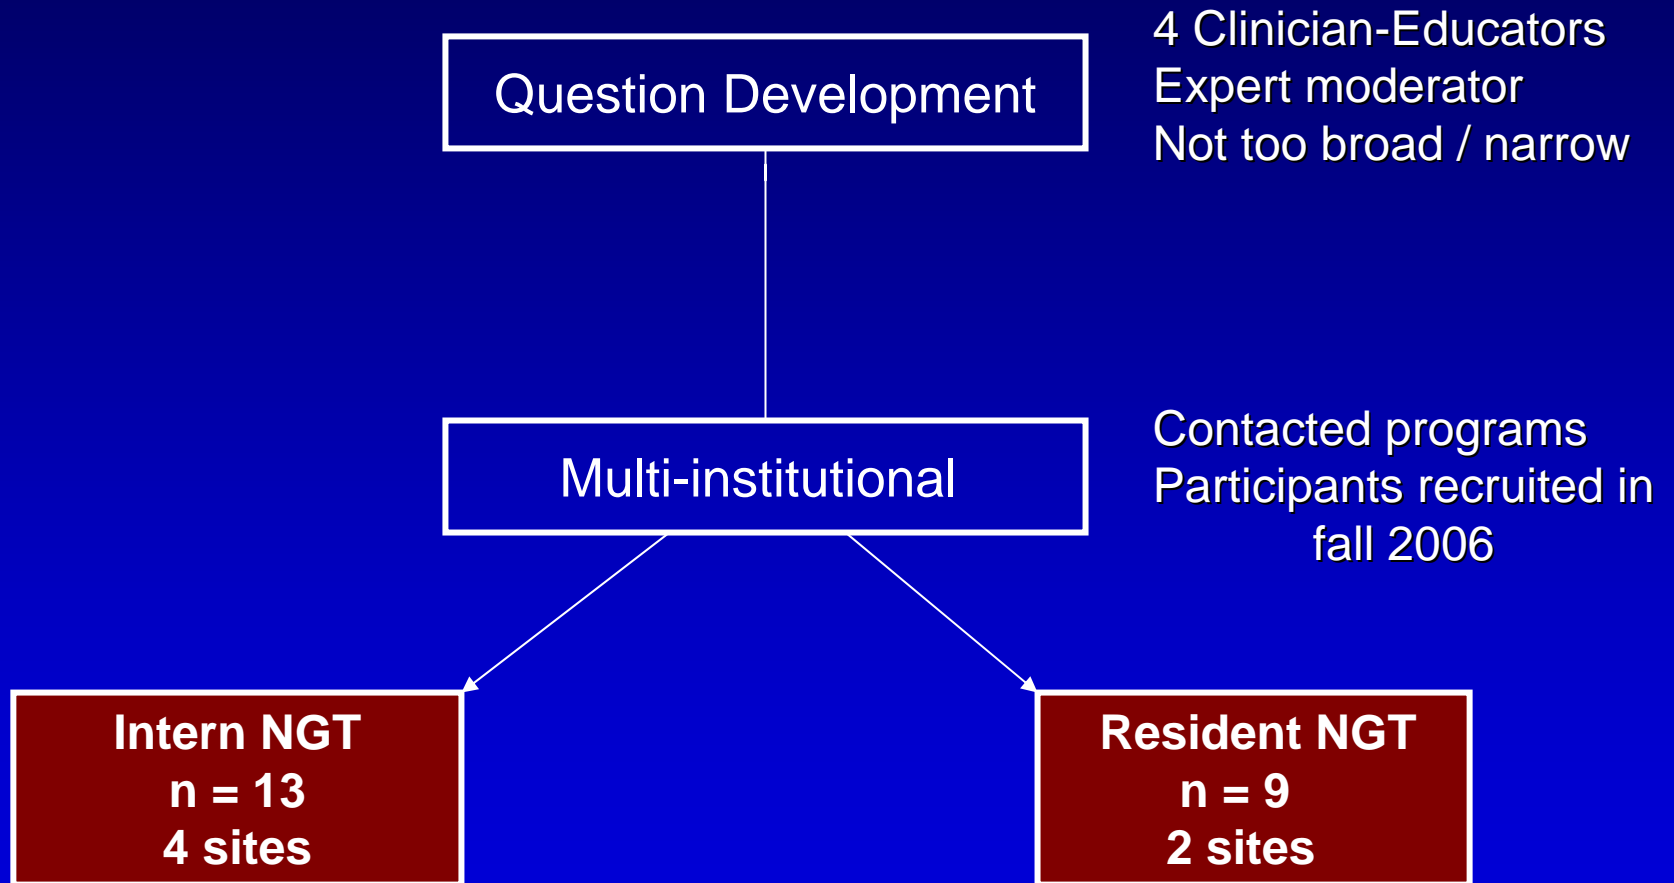 Question Development
4 Clinician-Educators
Expert moderator
Not too broad / narrow
Multi-institutional
Contacted programs
Participants recruited in
fall 2006
Intern NGT
n = 13
4 sites
Resident NGT
n = 9
2 sites